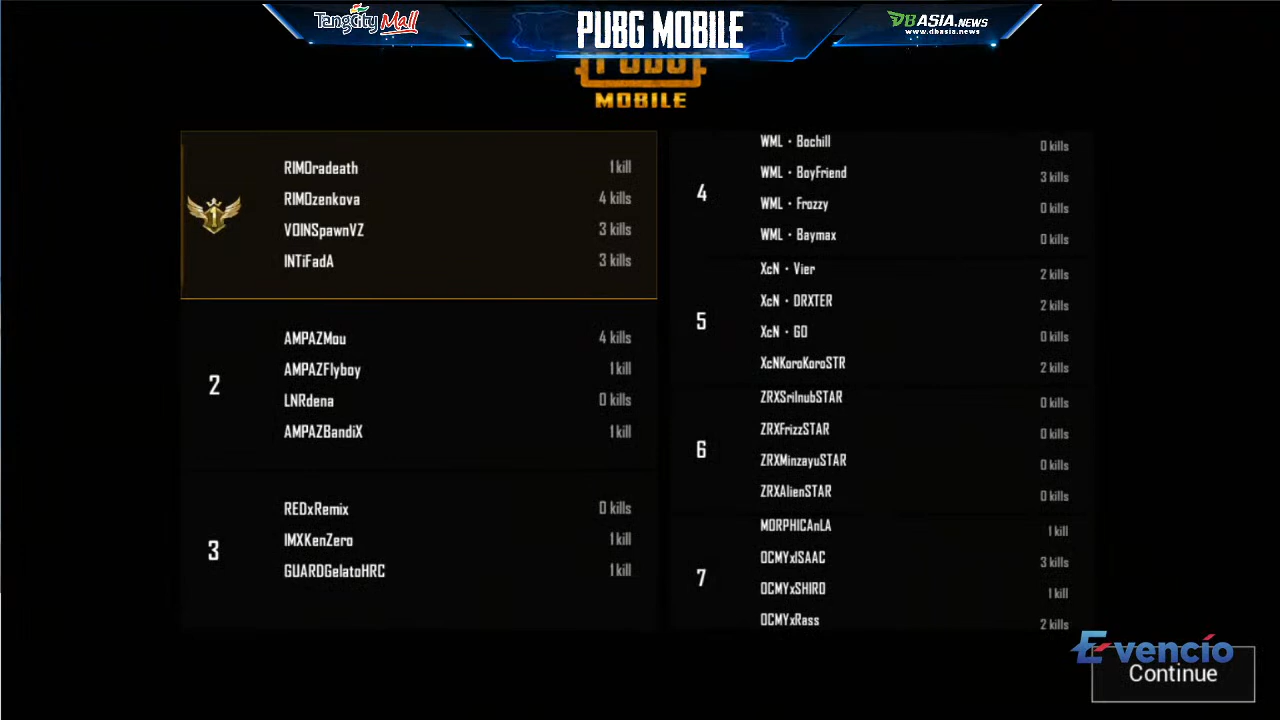 TangCity Mall
PUBG MOBILE
DBASIA.NEWS
www.dbasia.news
PUBG
MOBILE
1
RIMOradeath 1 kill
RIMOzenkova 4 kills
VOINSpawnVZ 3 kills
INTiFadA 3 kills
2
AMPAZMou 4 kills
AMPAZFlyboy 1 kill
LNRdena 0 kills
AMPAZBandiX 1 kill
3
REDxRemix 0 kills
IMXKenZero 1 kill
GUARDGelatoHRC 1 kill
4
WML • Bochill 0 kills
WML • BoyFriend 3 kills
WML • Frozzy 0 kills
WML • Baymax 0 kills
5
XcN • Vier 2 kills
XcN • DRXTER 2 kills
XcN • GO 0 kills
XcNKoroKoroSTR 2 kills
6
ZRXSrilnubSTAR 0 kills
ZRXFrizzSTAR 0 kills
ZRXMinzayuSTAR 0 kills
ZRXAlienSTAR 0 kills
7
MORPHICAnLA 1 kill
OCMYxISAAC 3 kills
OCMYxSHIRO 1 kill
OCMYxRass 2 kills
Evencio
Continue